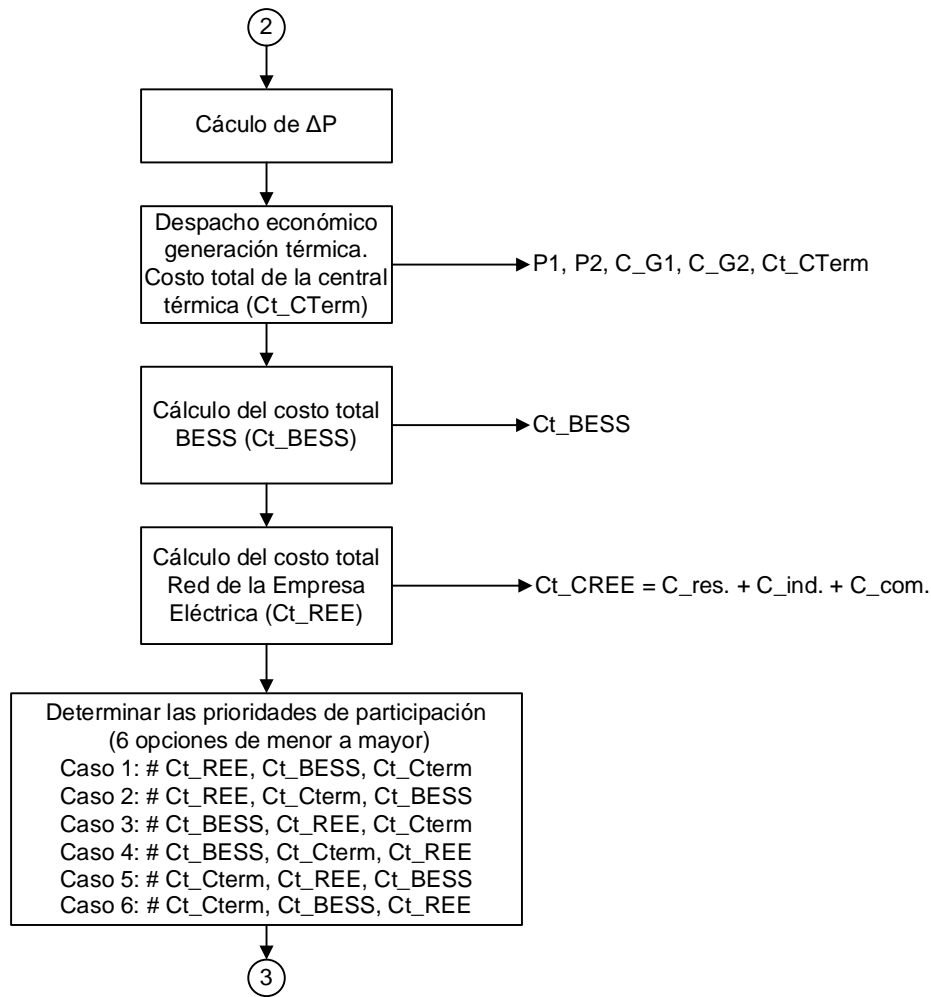 2
Cáculo de ΔP
Despacho económico
generación térmica.
Costo total de la central
térmica (Ct_CTerm)
P1, P2, C_G1, C_G2, Ct_CTerm
Cálculo del costo total
BESS (Ct_BESS)
Ct_BESS
Cálculo del costo total
Red de la Empresa
Eléctrica (Ct_REE)
Ct_CREE = C_res. + C_ind. + C_com.
Determinar las prioridades de participación
(6 opciones de menor a mayor)
Caso 1: # Ct_REE, Ct_BESS, Ct_Cterm
Caso 2: # Ct_REE, Ct_Cterm, Ct_BESS
Caso 3: # Ct_BESS, Ct_REE, Ct_Cterm
Caso 4: # Ct_BESS, Ct_Cterm, Ct_REE
Caso 5: # Ct_Cterm, Ct_REE, Ct_BESS
Caso 6: # Ct_Cterm, Ct_BESS, Ct_REE
3